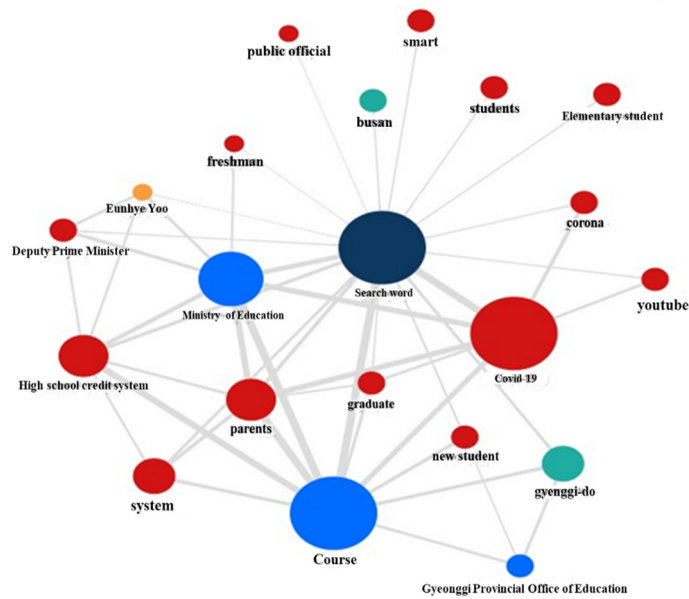 smart
public official
students
Elementary student
busan
freshman
Eunhye Yoo
corona
Deputy Prime Minister
Search word
youtube
Ministry of Education
Covid-19
High school credit system
graduate
parents
new student
gyenggi-do
system
Course
Gyeonggi Provincial Office of Education